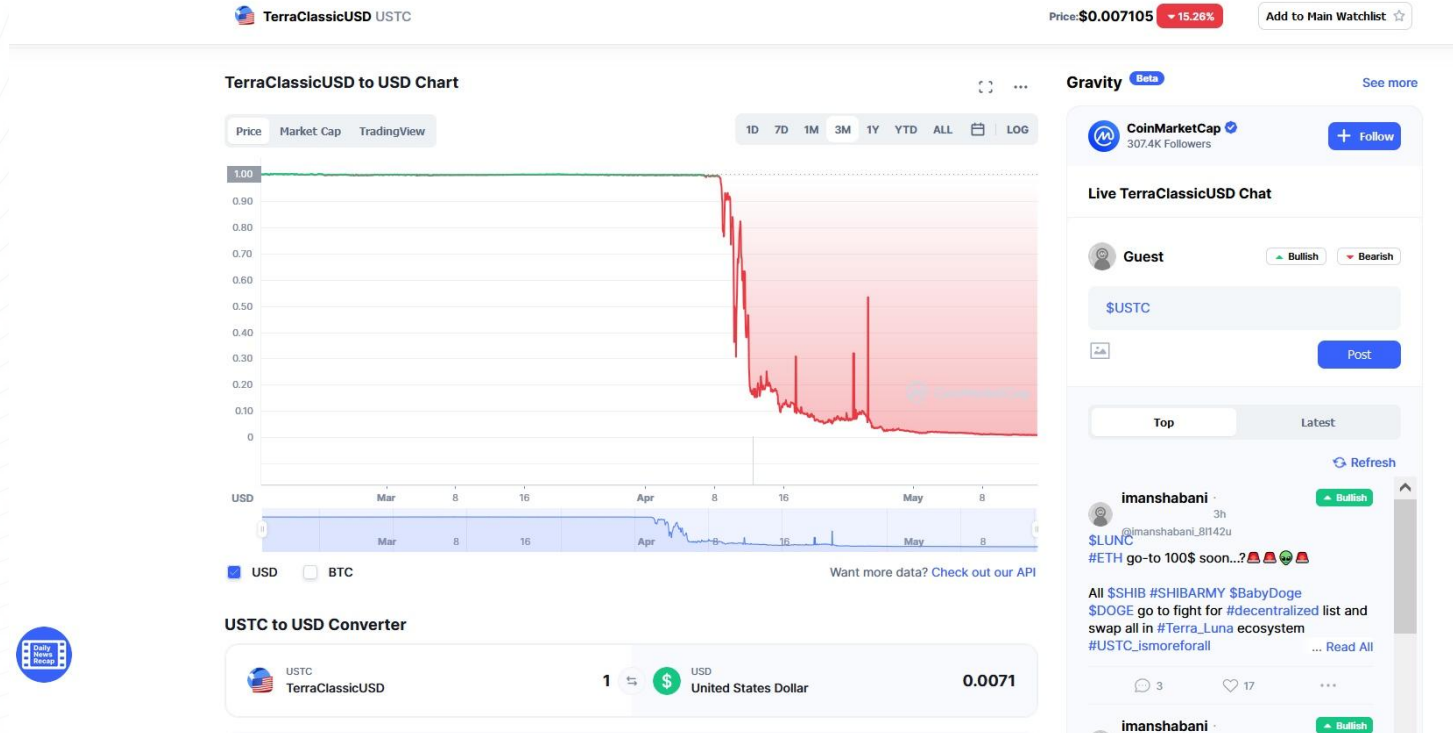 TerraClassicUSD USTC
Price:$0.007105 15.26%
Add to Main Watchlist
TerraClassicUSD to USD Chart
Price Market Cap TradingView
1D 7D 1M 3M 1Y YTD ALL LOG
1.00
0.90
0.80
0.70
0.60
0.50
0.40
0.30
0.20
0.10
0
USD Mar 8 16 Apr 8 16 May 8
Mar 8 16 Apr 8 16 May 8
USD BTC
Want more data? Check out our API
USTC to USD Converter
USTC
TerraClassicUSD
1
USD
United States Dollar
0.0071
Daily
News
Recap
Gravity Beta
See more
CoinMarketCap
307.4K Followers
+ Follow
Live TerraClassicUSD Chat
Guest
Bullish
Bearish
$USTC
Post
Top Latest
Refresh
imanshabani ·
3h
Bullish
@imanshabani_8l142u
$LUNC
#ETH go-to 100$ soon...?🚨🚨👽🚨
All $SHIB #SHIBARMY $BabyDoge
$DOGE go to fight for #decentralized list and
swap all in #Terra_Luna ecosystem
#USTC_ismoreforall
... Read All
3 17
imanshabani ·
Bullish